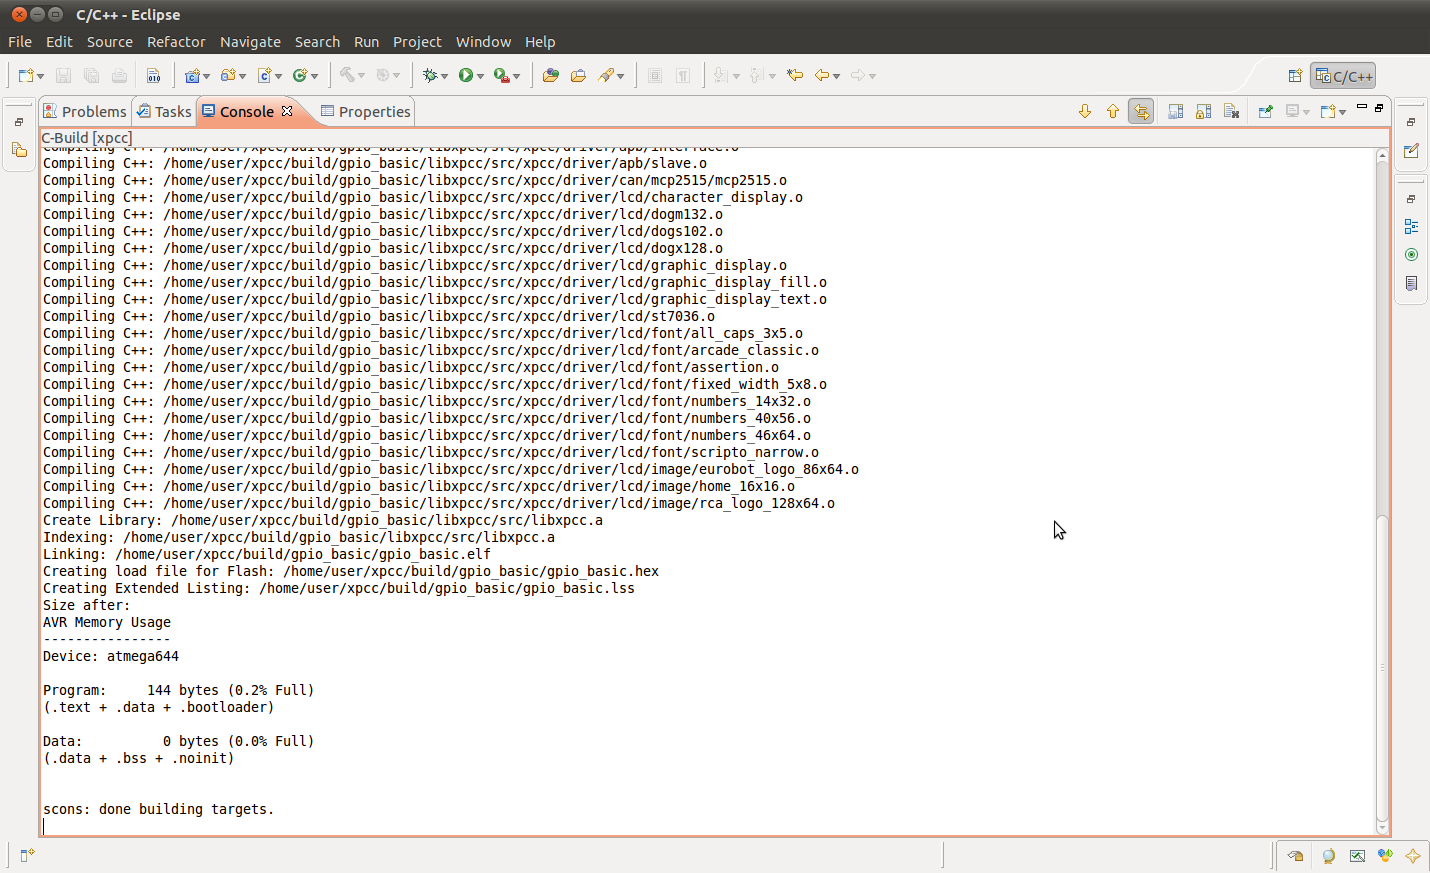 C/C++ - Eclipse
File Edit Source Refactor Navigate Search Run Project Window Help
C/C++
Problems Tasks Console Properties
C-Build [xpcc]
Compiling C++: /home/user/xpcc/build/gpio_basic/libxpcc/src/xpcc/driver/apb/interface.o
Compiling C++: /home/user/xpcc/build/gpio_basic/libxpcc/src/xpcc/driver/apb/slave.o
Compiling C++: /home/user/xpcc/build/gpio_basic/libxpcc/src/xpcc/driver/can/mcp2515/mcp2515.o
Compiling C++: /home/user/xpcc/build/gpio_basic/libxpcc/src/xpcc/driver/lcd/character_display.o
Compiling C++: /home/user/xpcc/build/gpio_basic/libxpcc/src/xpcc/driver/lcd/dogm132.o
Compiling C++: /home/user/xpcc/build/gpio_basic/libxpcc/src/xpcc/driver/lcd/dogs102.o
Compiling C++: /home/user/xpcc/build/gpio_basic/libxpcc/src/xpcc/driver/lcd/dogx128.o
Compiling C++: /home/user/xpcc/build/gpio_basic/libxpcc/src/xpcc/driver/lcd/graphic_display.o
Compiling C++: /home/user/xpcc/build/gpio_basic/libxpcc/src/xpcc/driver/lcd/graphic_display_fill.o
Compiling C++: /home/user/xpcc/build/gpio_basic/libxpcc/src/xpcc/driver/lcd/graphic_display_text.o
Compiling C++: /home/user/xpcc/build/gpio_basic/libxpcc/src/xpcc/driver/lcd/st7036.o
Compiling C++: /home/user/xpcc/build/gpio_basic/libxpcc/src/xpcc/driver/lcd/font/all_caps_3x5.o
Compiling C++: /home/user/xpcc/build/gpio_basic/libxpcc/src/xpcc/driver/lcd/font/arcade_classic.o
Compiling C++: /home/user/xpcc/build/gpio_basic/libxpcc/src/xpcc/driver/lcd/font/assertion.o
Compiling C++: /home/user/xpcc/build/gpio_basic/libxpcc/src/xpcc/driver/lcd/font/fixed_width_5x8.o
Compiling C++: /home/user/xpcc/build/gpio_basic/libxpcc/src/xpcc/driver/lcd/font/numbers_14x32.o
Compiling C++: /home/user/xpcc/build/gpio_basic/libxpcc/src/xpcc/driver/lcd/font/numbers_40x56.o
Compiling C++: /home/user/xpcc/build/gpio_basic/libxpcc/src/xpcc/driver/lcd/font/numbers_46x64.o
Compiling C++: /home/user/xpcc/build/gpio_basic/libxpcc/src/xpcc/driver/lcd/font/scripto_narrow.o
Compiling C++: /home/user/xpcc/build/gpio_basic/libxpcc/src/xpcc/driver/lcd/image/eurobot_logo_86x64.o
Compiling C++: /home/user/xpcc/build/gpio_basic/libxpcc/src/xpcc/driver/lcd/image/home_16x16.o
Compiling C++: /home/user/xpcc/build/gpio_basic/libxpcc/src/xpcc/driver/lcd/image/rca_logo_128x64.o
Create Library: /home/user/xpcc/build/gpio_basic/libxpcc/src/libxpcc.a
Indexing: /home/user/xpcc/build/gpio_basic/libxpcc/src/libxpcc.a
Linking: /home/user/xpcc/build/gpio_basic/gpio_basic.elf
Creating load file for Flash: /home/user/xpcc/build/gpio_basic/gpio_basic.hex
Creating Extended Listing: /home/user/xpcc/build/gpio_basic/gpio_basic.lss
Size after:
AVR Memory Usage
----------------
Device: atmega644
Program:     144 bytes (0.2% Full)
(.text + .data + .bootloader)
Data:          0 bytes (0.0% Full)
(.data + .bss + .noinit)
scons: done building targets.